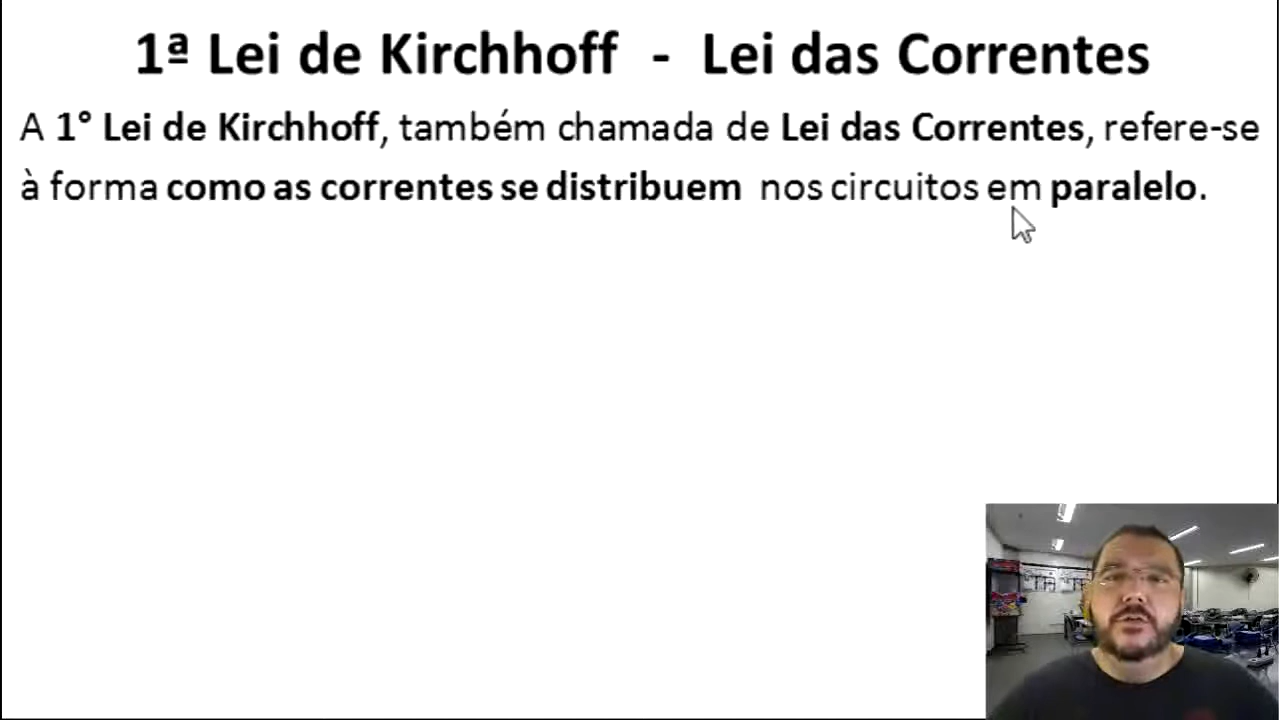 1ª Lei de Kirchhoff - Lei das Correntes
A 1° Lei de Kirchhoff, também chamada de Lei das Correntes, refere-se
à forma como as correntes se distribuem nos circuitos em paralelo.